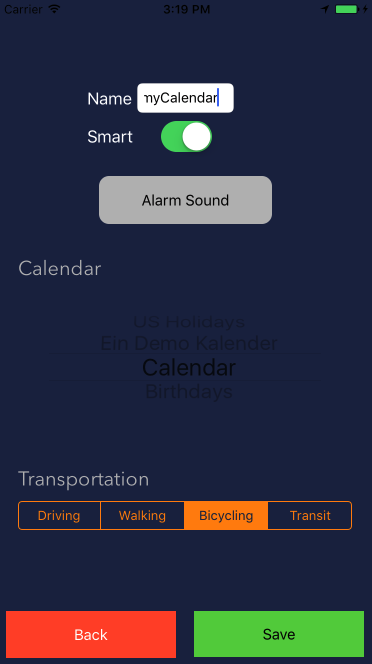 Carrier 3:19 PM
Name myCalendar
Smart
Alarm Sound
Calendar
US Holidays
Ein Demo Kalender
Calendar
Birthdays
Transportation
Driving Walking Bicycling Transit
Back Save